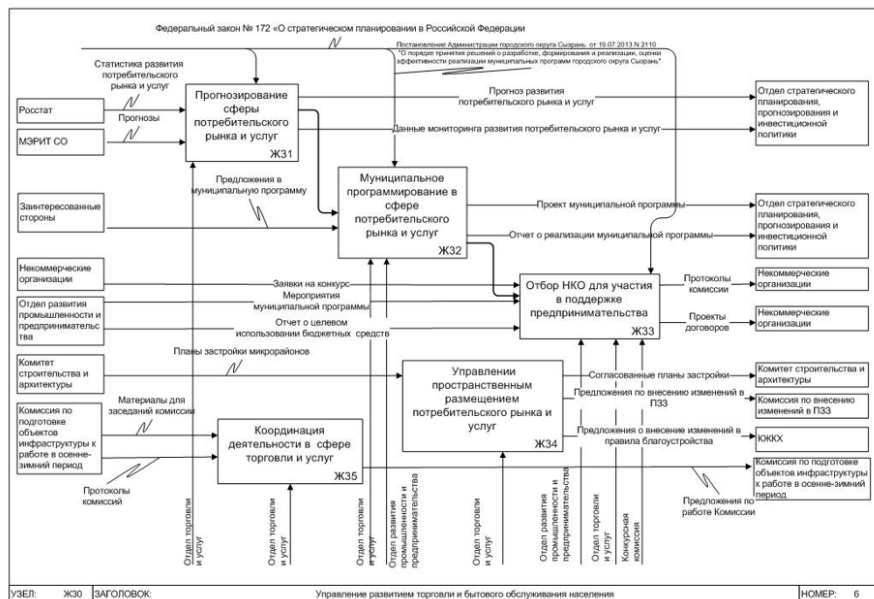 Федеральный закон № 172 «О стратегическом планировании в Российской Федерации
Постановление Администрации городского округа Сызрань от 19.07.2013 N 2110
"О порядке принятия решений о разработке, формирования и реализации, оценки
эффективности реализации муниципальных программ городского округа Сызрань"
Статистика развития
потребительского
рынка и услуг
Росстат
Прогнозы
МЭРИТ СО
Прогнозирование
сферы
потребительского
рынка и услуг
Ж31
Прогноз развития
потребительского рынка и услуг
Данные мониторинга развития потребительского рынка и услуг
Отдел стратегического
планирования,
прогнозирования и
инвестиционной
политики
Предложения в
муниципальную программу
Заинтересованные
стороны
Муниципальное
программирование в
сфере
потребительского
рынка и услуг
Ж32
Проект муниципальной программы
Отчет о реализации муниципальной программы
Отдел стратегического
планирования,
прогнозирования и
инвестиционной
политики
Некоммерческие
организации
Заявки на конкурс
Отдел развития
промышленности и
предпринимательс
тва
Мероприятия
муниципальной программы
Отчет о целевом
использовании бюджетных средств
Отбор НКО для участия
в поддержке
предпринимательства
Ж33
Протоколы
комиссии
Некоммерческие
организации
Проекты
договоров
Некоммерческие
организации
Комитет
строительства и
архитектуры
Планы застройки микрорайонов
Управлении
пространственным
размещением
потребительского рынка и
услуг
Ж34
Согласованные планы застройки
Комитет строительства и
архитектуры
Предложения по внесению изменений в
ПЗЗ
Комиссия по внесению
изменений в ПЗЗ
Предложения о внесению изменений в
правила благоустройства
КЖКХ
Комиссия по
подготовке
объектов
инфраструктуры к
работе в осенне-
зимний период
Материалы для
заседаний комиссии
Протоколы
комиссий
Координация
деятельности в сфере
торговли и услуг
Ж35
Предложения по
работе Комиссии
Комиссия по подготовке
объектов инфраструктуры
к работе в осенне-зимний
период
Отдел торговли
и услуг
Отдел торговли
и услуг
Отдел торговли
и услуг
Отдел развития
промышленности и
предпринимательства
Отдел торговли
и услуг
Отдел развития
промышленности и
предпринимательства
Отдел торговли
и услуг
Конкурсная
комиссия
УЗЕЛ: Ж30 ЗАГОЛОВОК: Управление развитием торговли и бытового обслуживания населения НОМЕР: 6